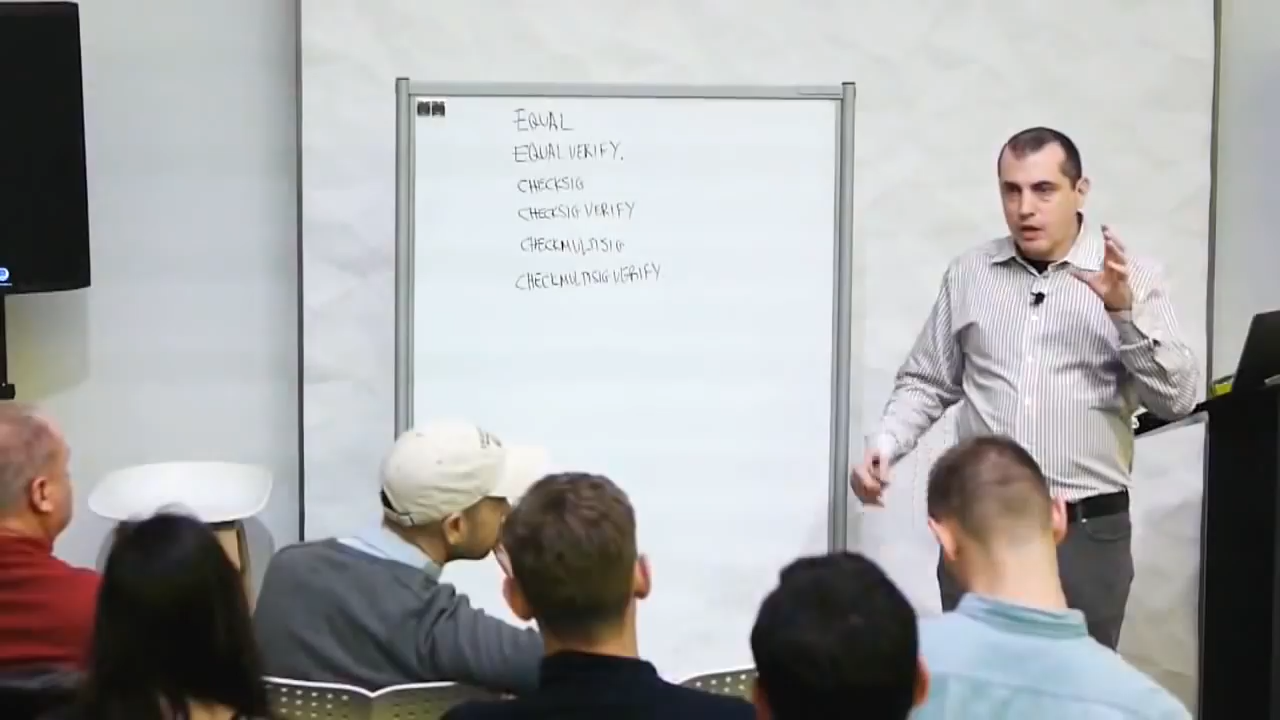 EQUAL
EQUALVERIFY.
CHECKSIG
CHECKSIGVERIFY
CHECKMULTISIG
CHECKMULTISIGVERIFY